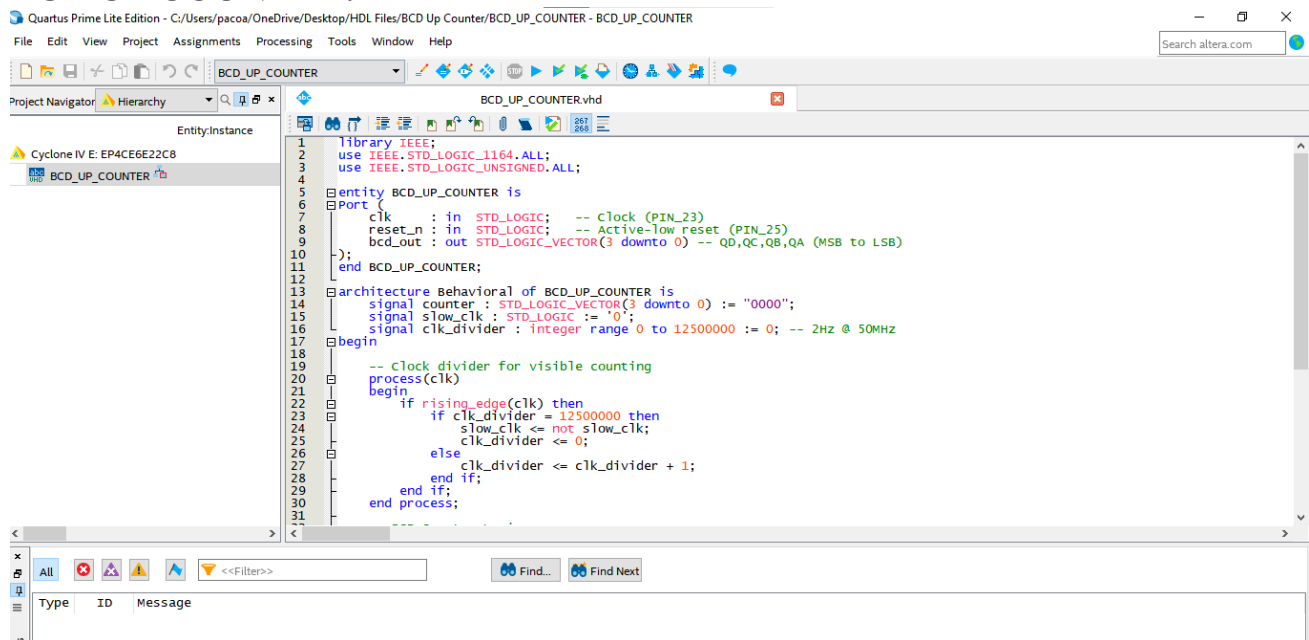 Quartus Prime Lite Edition - C:/Users/pacoa/OneDrive/Desktop/HDL Files/BCD Up Counter/BCD_UP_COUNTER - BCD_UP_COUNTER
File Edit View Project Assignments Processing Tools Window Help
Search altera.com
BCD_UP_COUNTER
Project Navigator Hierarchy
BCD_UP_COUNTER.vhd
Entity:Instance
Cyclone IV E: EP4CE6E22C8
BCD_UP_COUNTER
1 library IEEE;
2 use IEEE.STD_LOGIC_1164.ALL;
3 use IEEE.STD_LOGIC_UNSIGNED.ALL;
4
5 entity BCD_UP_COUNTER is
6 Port (
7 clk : in STD_LOGIC; -- Clock (PIN_23)
8 reset_n : in STD_LOGIC; -- Active-low reset (PIN_25)
9 bcd_out : out STD_LOGIC_VECTOR(3 downto 0) -- QD,QC,QB,QA (MSB to LSB)
10 );
11 end BCD_UP_COUNTER;
12
13 architecture Behavioral of BCD_UP_COUNTER is
14 signal counter : STD_LOGIC_VECTOR(3 downto 0) := "0000";
15 signal slow_clk : STD_LOGIC := '0';
16 signal clk_divider : integer range 0 to 12500000 := 0; -- 2Hz @ 50MHz
17 begin
18
19 -- Clock divider for visible counting
20 process(clk)
21 begin
22 if rising_edge(clk) then
23 if clk_divider = 12500000 then
24 slow_clk <= not slow_clk;
25 clk_divider <= 0;
26 else
27 clk_divider <= clk_divider + 1;
28 end if;
29 end if;
30 end process;
31
All <<Filter>> Find... Find Next
Type ID Message